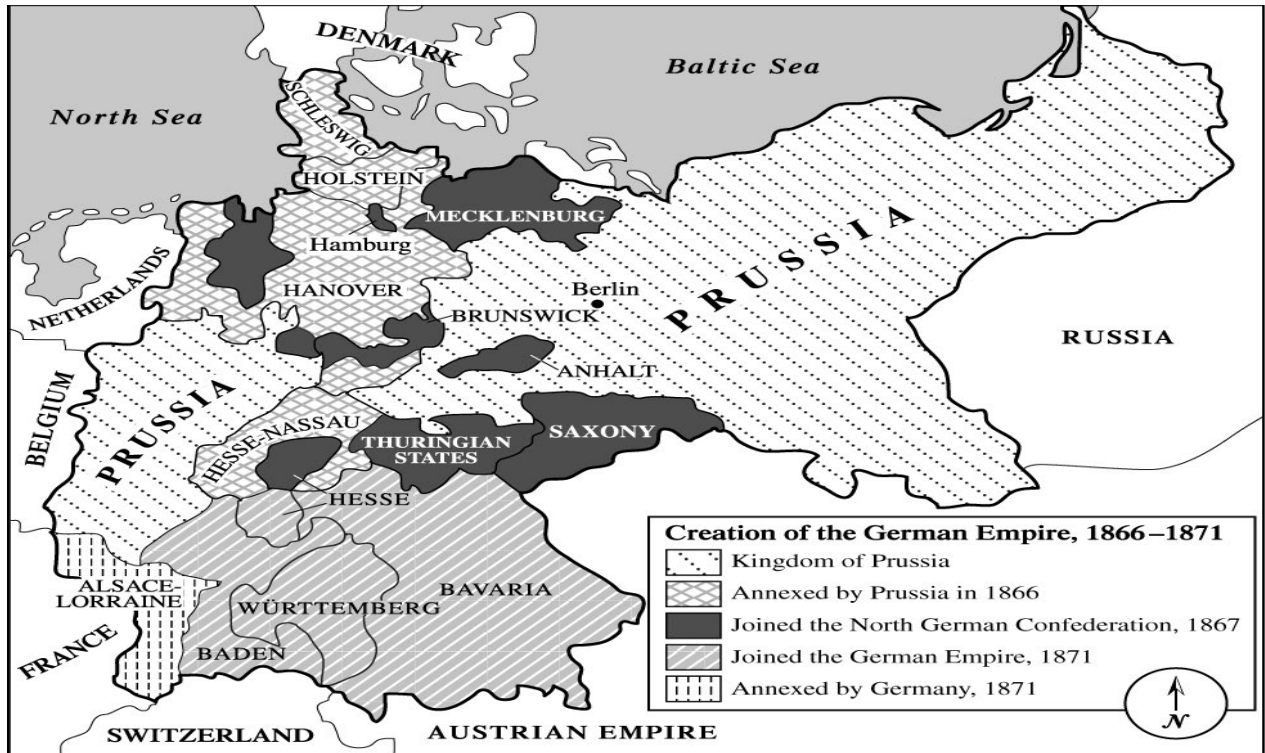 DENMARK
Baltic Sea
North Sea
SCHLESWIG
HOLSTEIN
MECKLENBURG
Hamburg
PRUSSIA
NETHERLANDS
HANOVER
Berlin
BRUNSWICK
RUSSIA
ANHALT
BELGIUM
PRUSSIA
HESSE-NASSAU
THURINGIAN
STATES
SAXONY
HESSE
ALSACE-
LORRAINE
WÜRTTEMBERG
BAVARIA
FRANCE
BADEN
SWITZERLAND
AUSTRIAN EMPIRE
Creation of the German Empire, 1866–1871
Kingdom of Prussia
Annexed by Prussia in 1866
Joined the North German Confederation, 1867
Joined the German Empire, 1871
Annexed by Germany, 1871
N